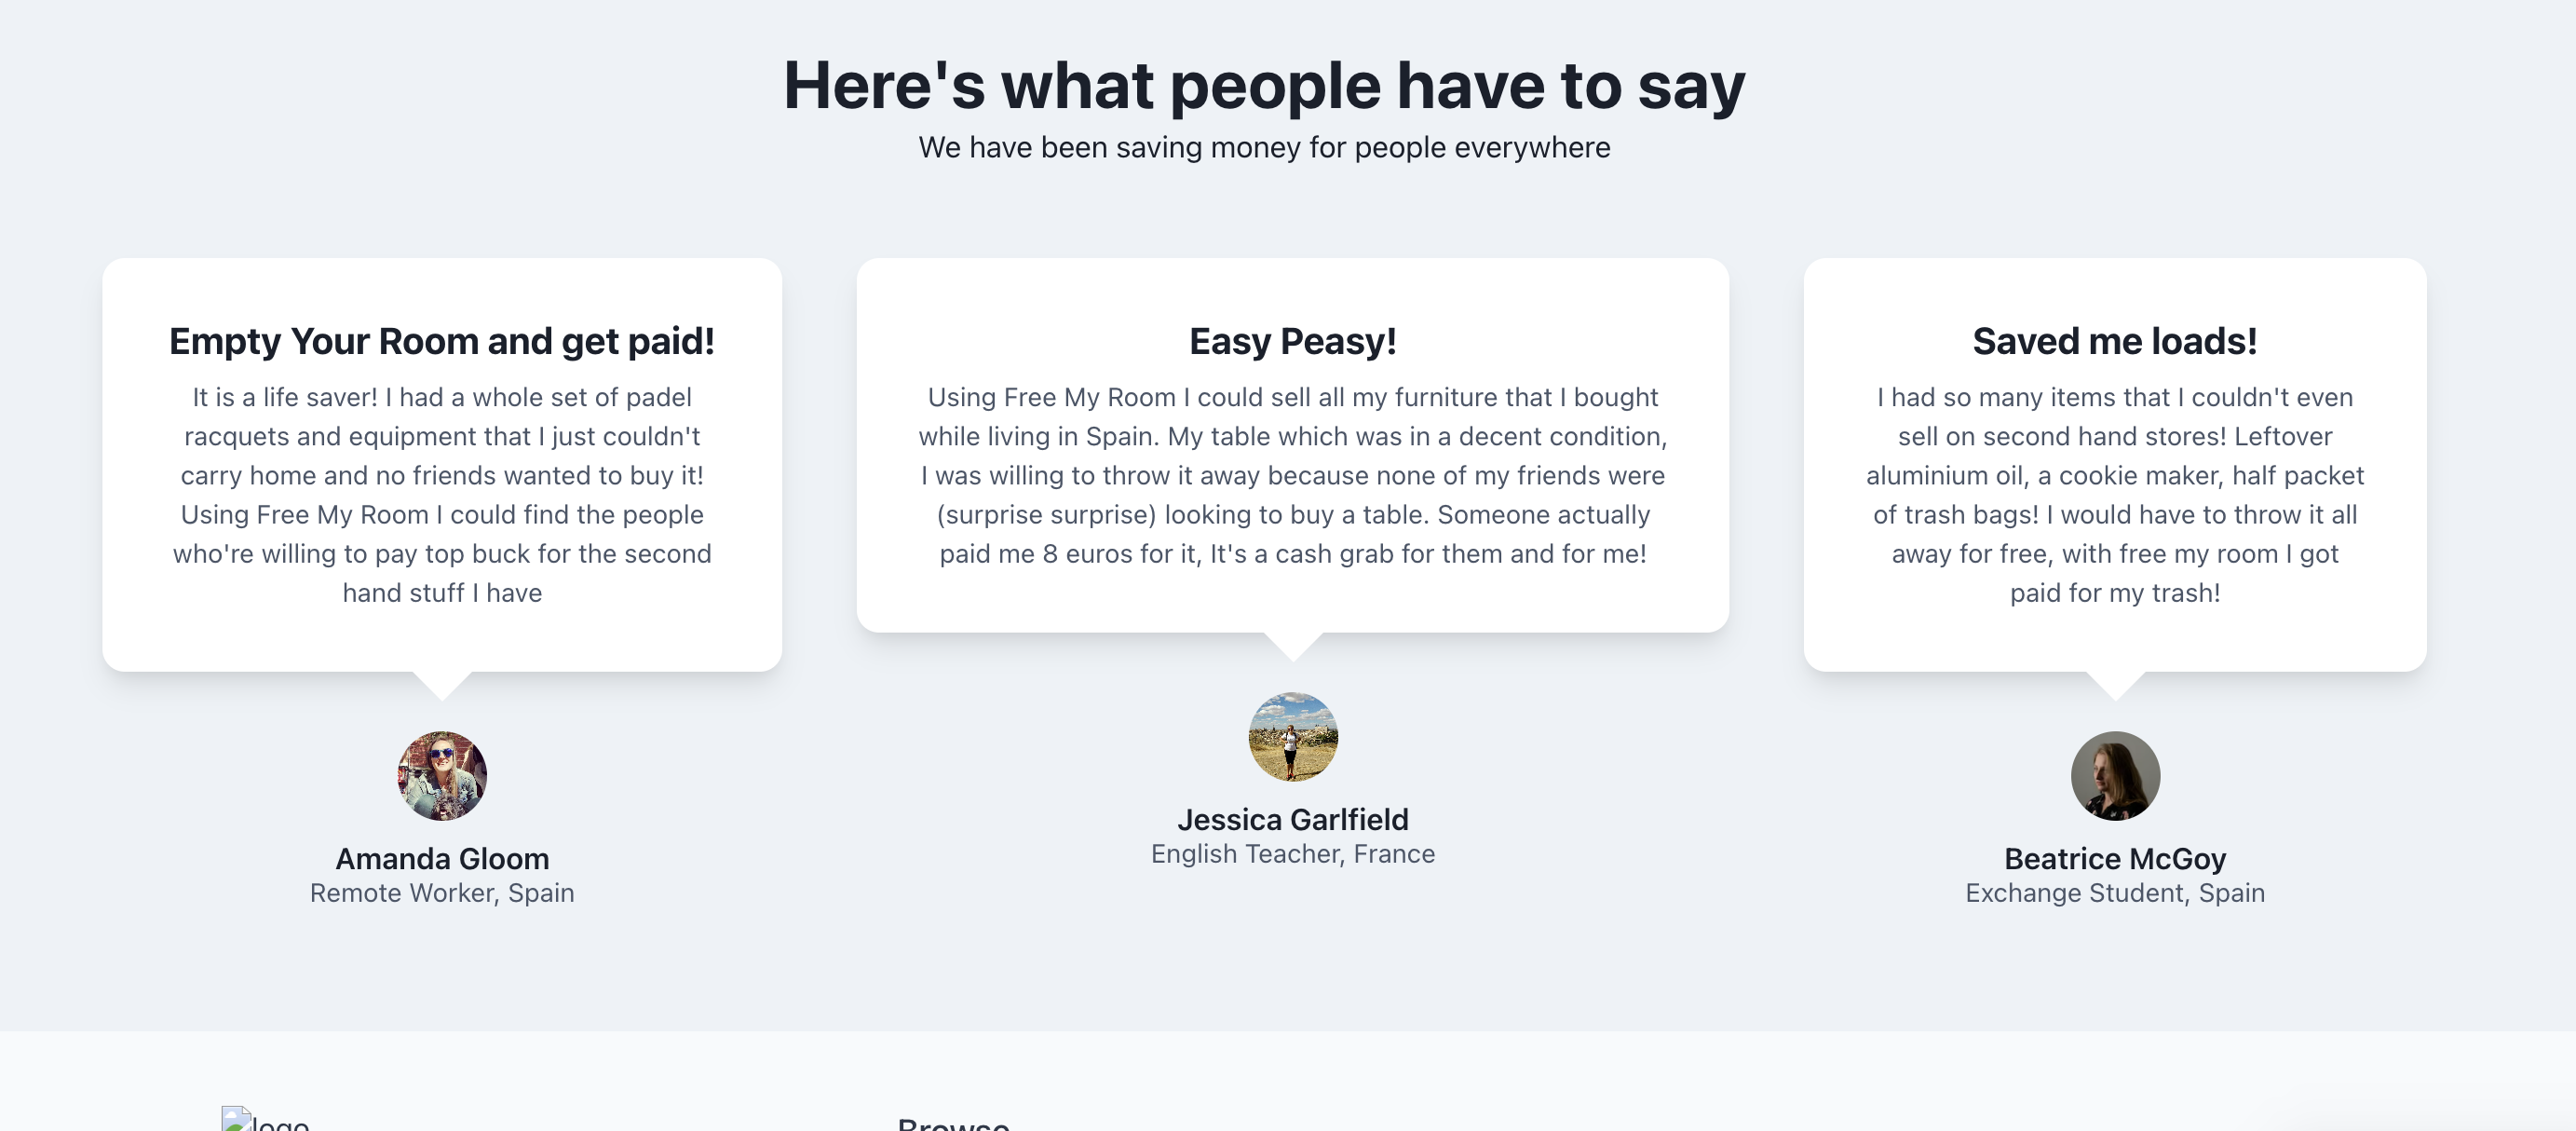 Here's what people have to say
We have been saving money for people everywhere
Empty Your Room and get paid!
It is a life saver! I had a whole set of padel
racquets and equipment that I just couldn't
carry home and no friends wanted to buy it!
Using Free My Room I could find the people
who're willing to pay top buck for the second
hand stuff I have
Amanda Gloom
Remote Worker, Spain
Easy Peasy!
Using Free My Room I could sell all my furniture that I bought
while living in Spain. My table which was in a decent condition,
I was willing to throw it away because none of my friends were
(surprise surprise) looking to buy a table. Someone actually
paid me 8 euros for it, It's a cash grab for them and for me!
Jessica Garlfield
English Teacher, France
Saved me loads!
I had so many items that I couldn't even
sell on second hand stores! Leftover
aluminium oil, a cookie maker, half packet
of trash bags! I would have to throw it all
away for free, with free my room I got
paid for my trash!
Beatrice McGoy
Exchange Student, Spain
logo
Browse